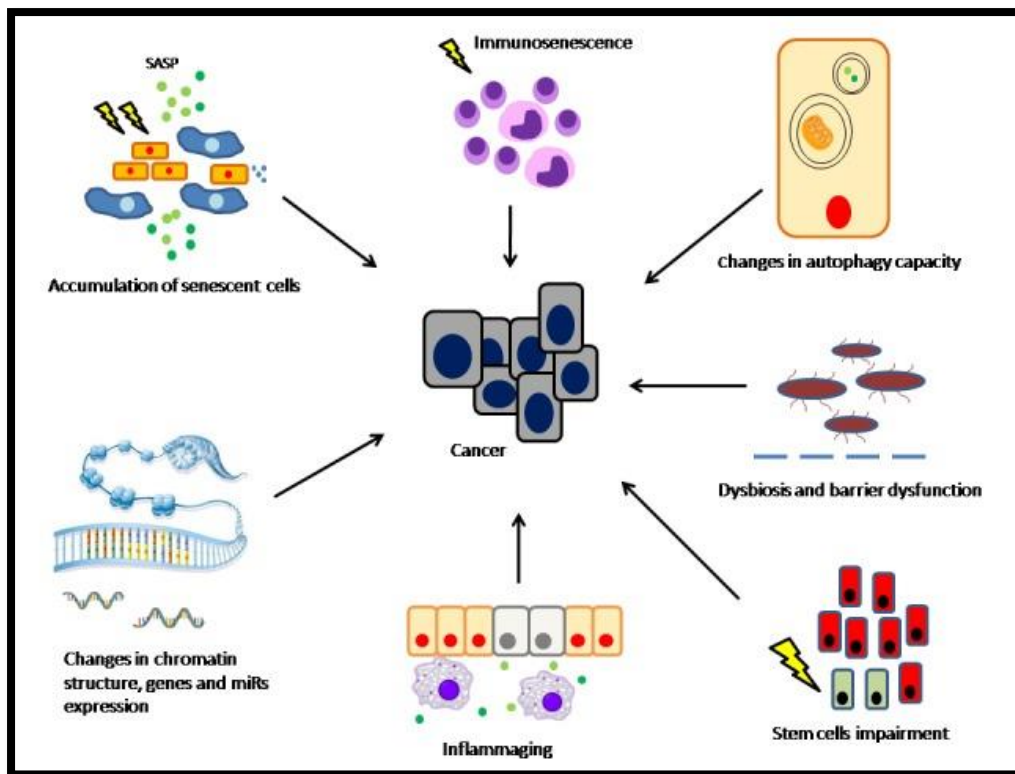 Immunosenescence
SASP
Changes in autophagy capacity
Accumulation of senescent cells
Cancer
Dysbiosis and barrier dysfunction
Changes in chromatin
structure, genes and miRs
expression
Inflammaging
Stem cells impairment